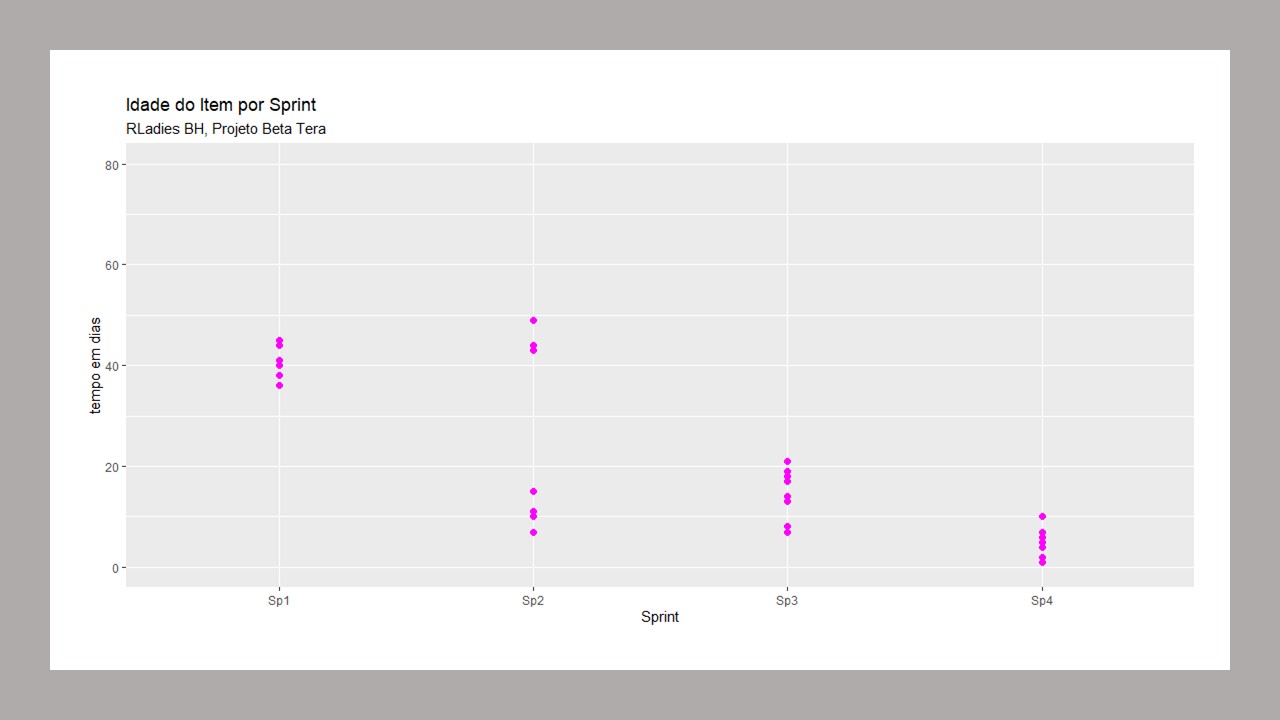 Idade do Item por Sprint
RLadies BH, Projeto Beta Tera
tempo em dias
80
60
40
20
0
Sp1 Sp2 Sp3 Sp4
Sprint